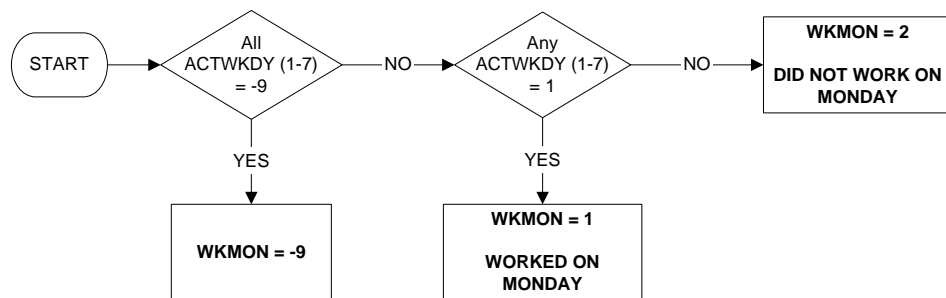 START
All
ACTWKDY (1-7)
= -9
NO
Any
ACTWKDY (1-7)
= 1
NO
WKMON = 2
DID NOT WORK ON
MONDAY
YES
YES
WKMON = -9
WKMON = 1
WORKED ON
MONDAY